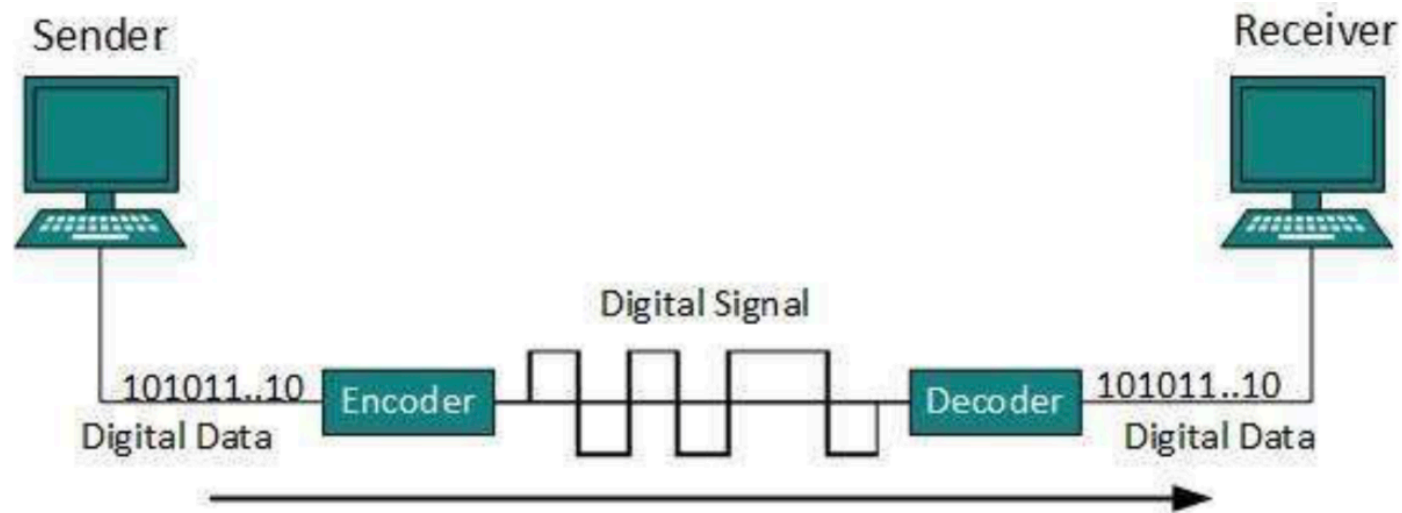 Sender
Receiver
Digital Signal
101011..10
Encoder
Decoder
101011..10
Digital Data
Digital Data